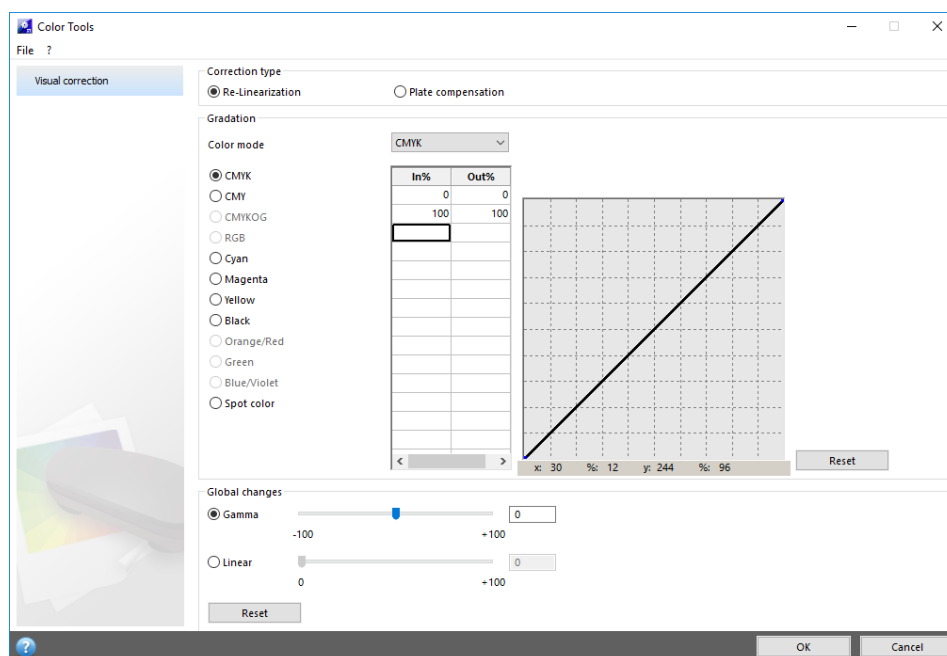 Color Tools
File ?
Visual correction
Correction type
Re-Linearization Plate compensation
Gradation
Color mode CMYK
CMYK
CMY
CMYKOG
RGB
Cyan
Magenta
Yellow
Black
Orange/Red
Green
Blue/Violet
Spot color
In% Out%
0 0
100 100
x: 30 %: 12 y: 244 %: 96
Reset
Global changes
Gamma 0
-100 +100
Linear 0
0 +100
Reset
? OK Cancel